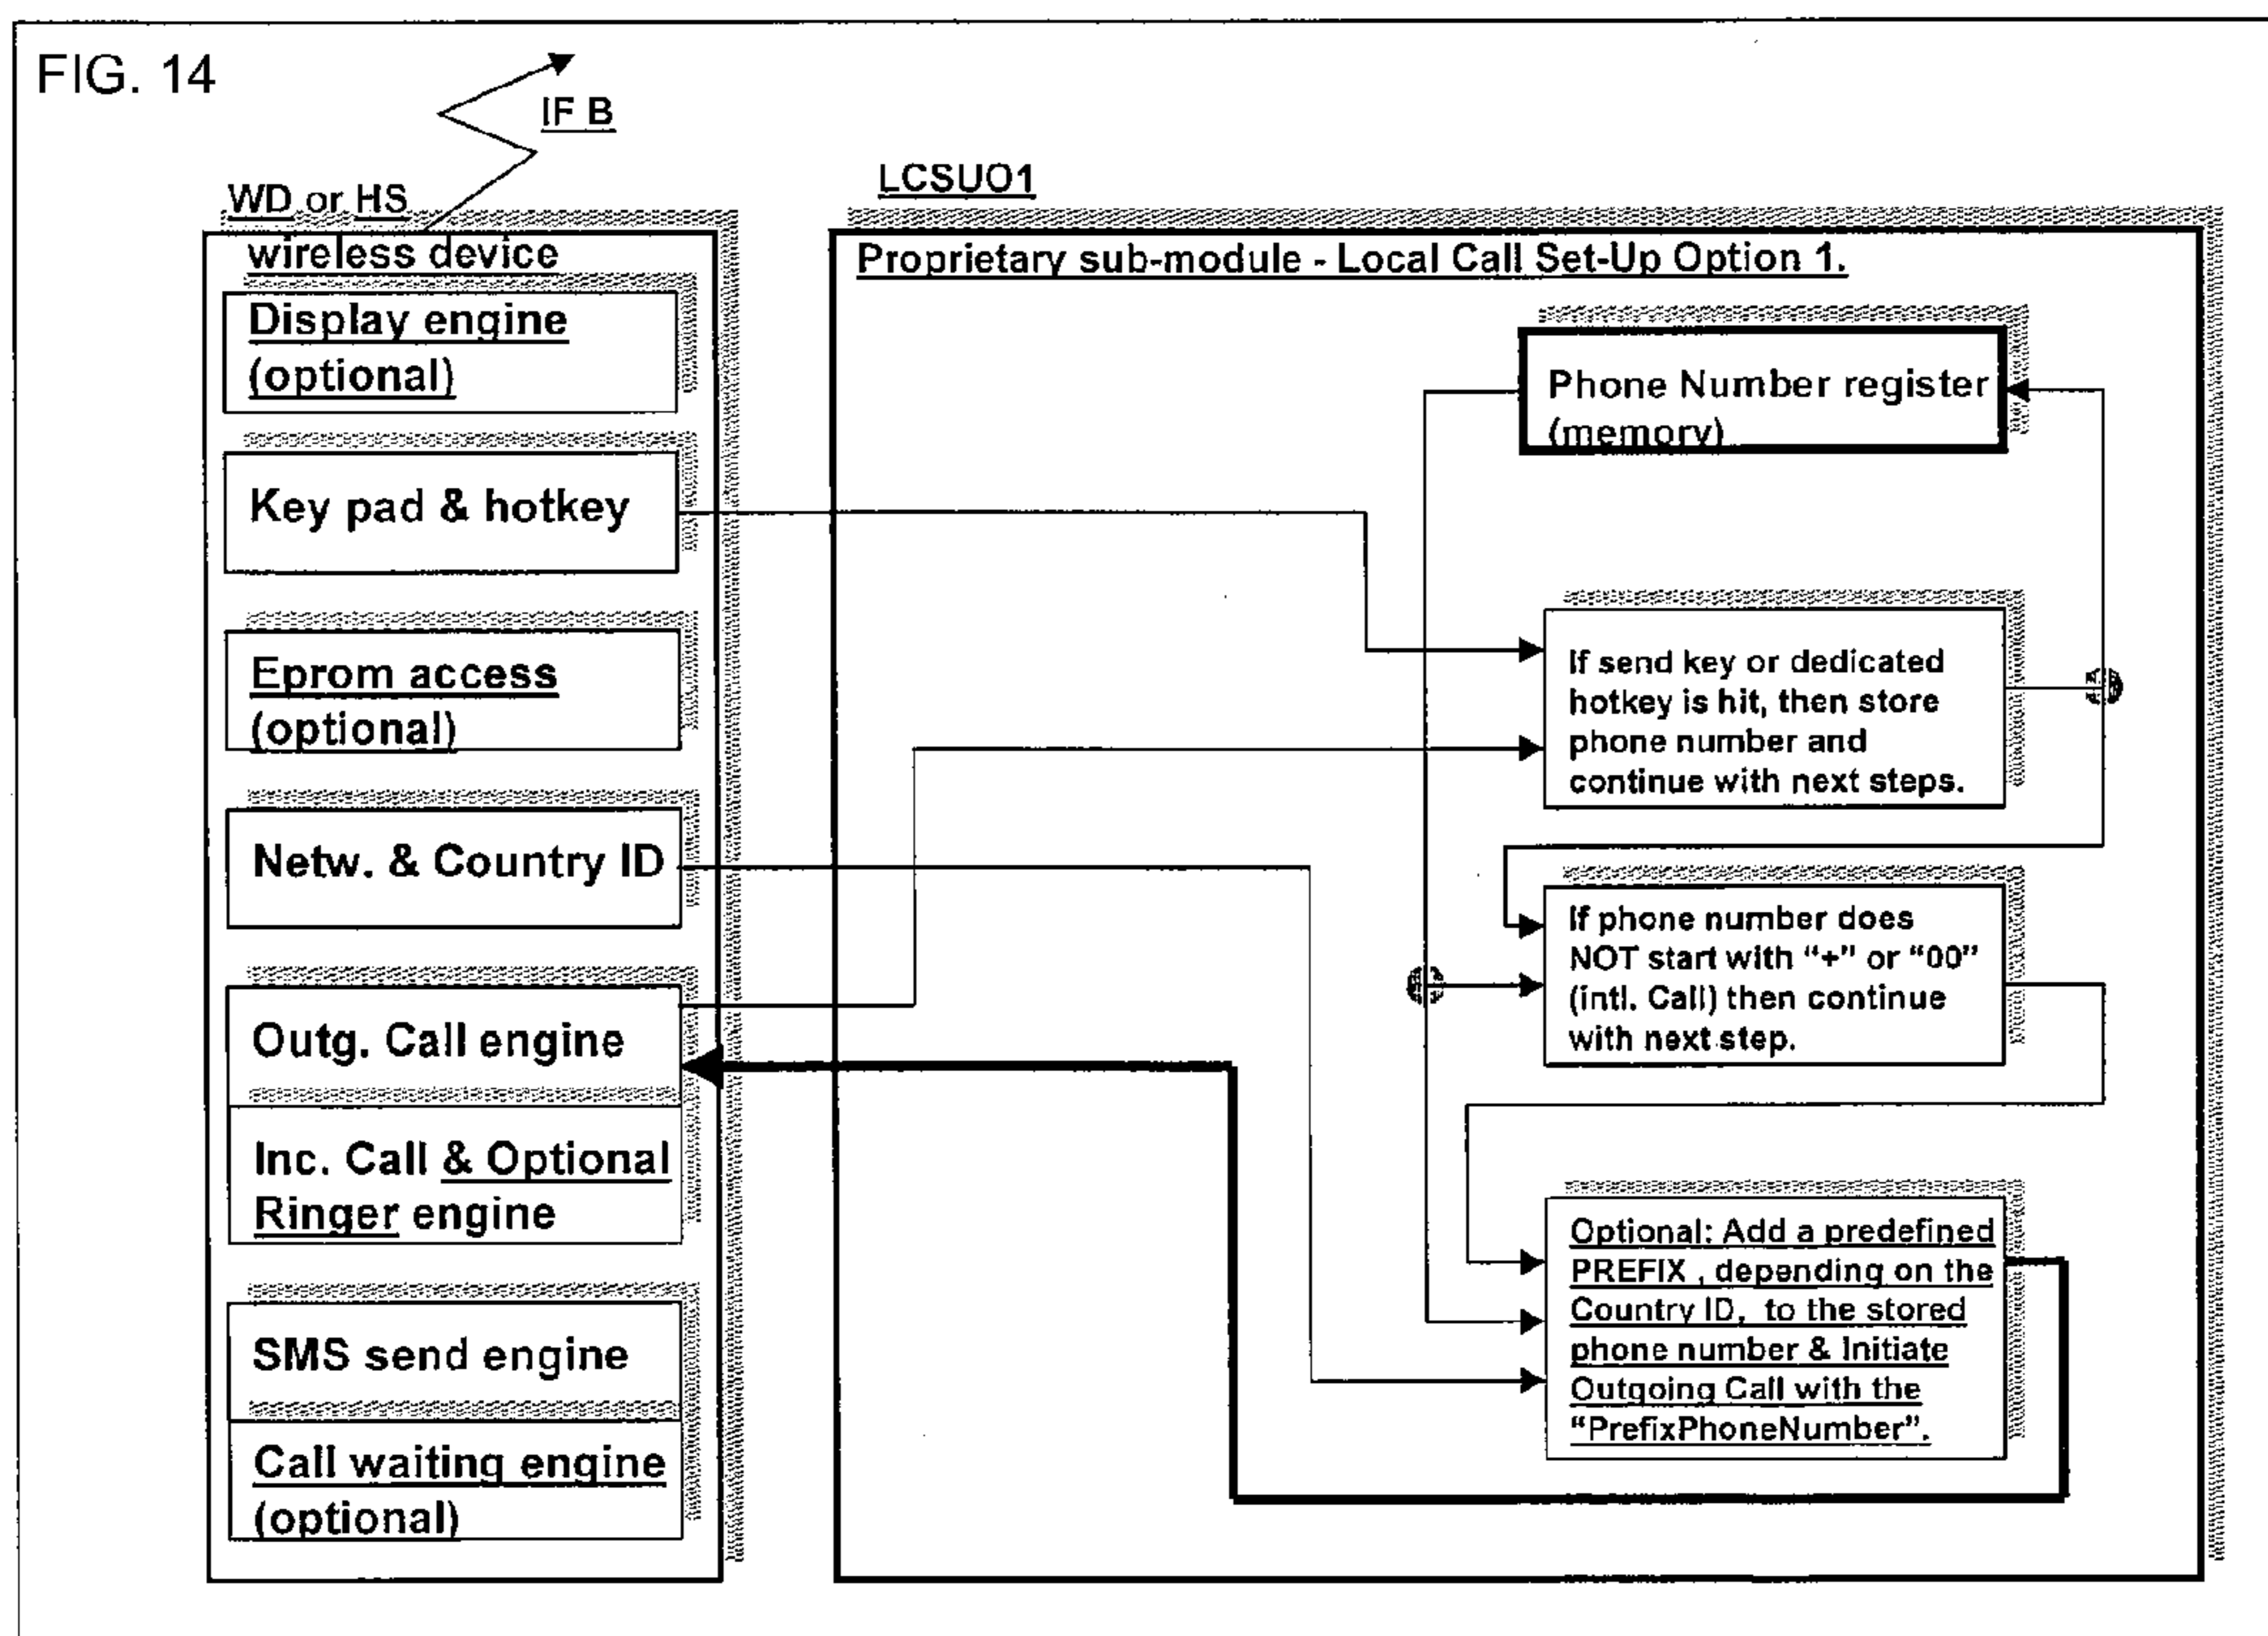 FIG. 14
IF B
WD or HS
wireless device
Display engine
(optional)
Key pad & hotkey
Eprom access
(optional)
Netw. & Country ID
Outg. Call engine
Inc. Call & Optional
Ringer engine
SMS send engine
Call waiting engine
(optional)
LCSUO1
Proprietary sub-module - Local Call Set-Up Option 1.
Phone Number register
(memory)
If send key or dedicated
hotkey is hit, then store
phone number and
continue with next steps.
If phone number does
NOT start with “+” or “00”
(intl. Call) then continue
with next step.
Optional: Add a predefined
PREFIX , depending on the
Country ID, to the stored
phone number & Initiate
Outgoing Call with the
“PrefixPhoneNumber”.